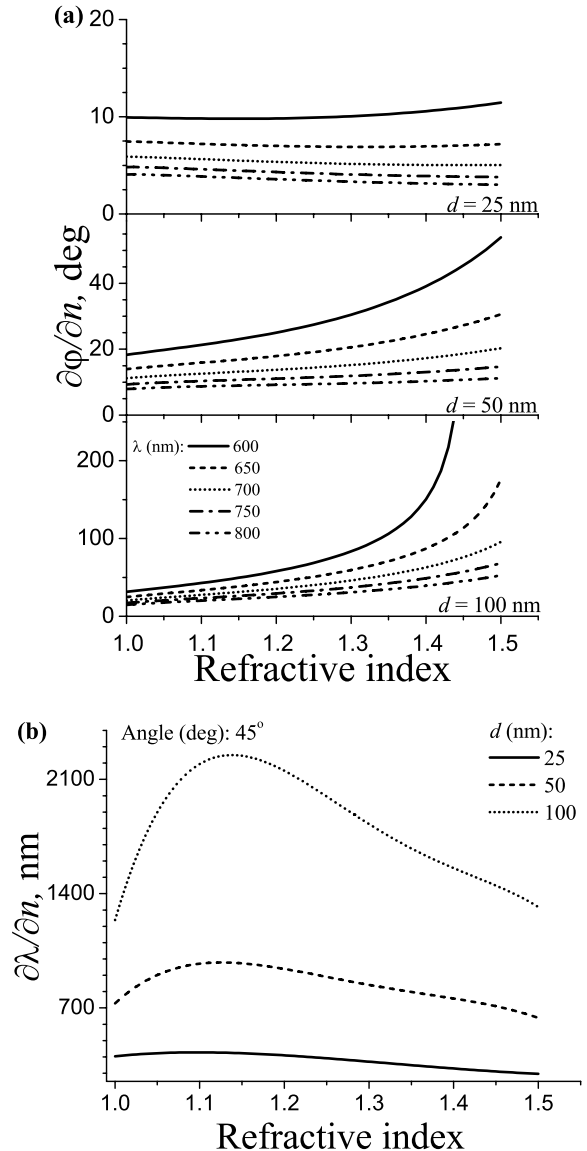 (a)
20
10
0
d = 25 nm
40
20
0
d = 50 nm
∂φ/∂n, deg
λ (nm):
600
650
700
750
800
200
100
0
d = 100 nm
1.0 1.1 1.2 1.3 1.4 1.5
Refractive index
(b)
Angle (deg): 45°
d (nm):
25
50
100
2100
1400
700
∂λ/∂n, nm
1.0 1.1 1.2 1.3 1.4 1.5
Refractive index